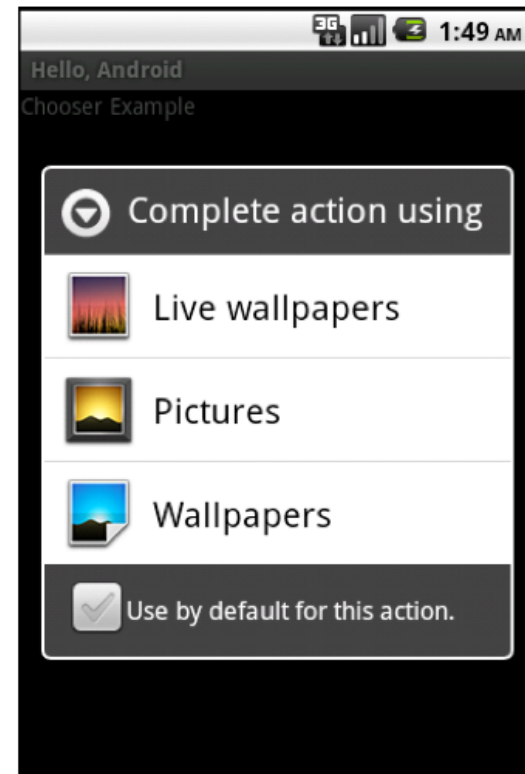 3G 1:49 AM
Hello, Android
Chooser Example
Complete action using
Live wallpapers
Pictures
Wallpapers
Use by default for this action.